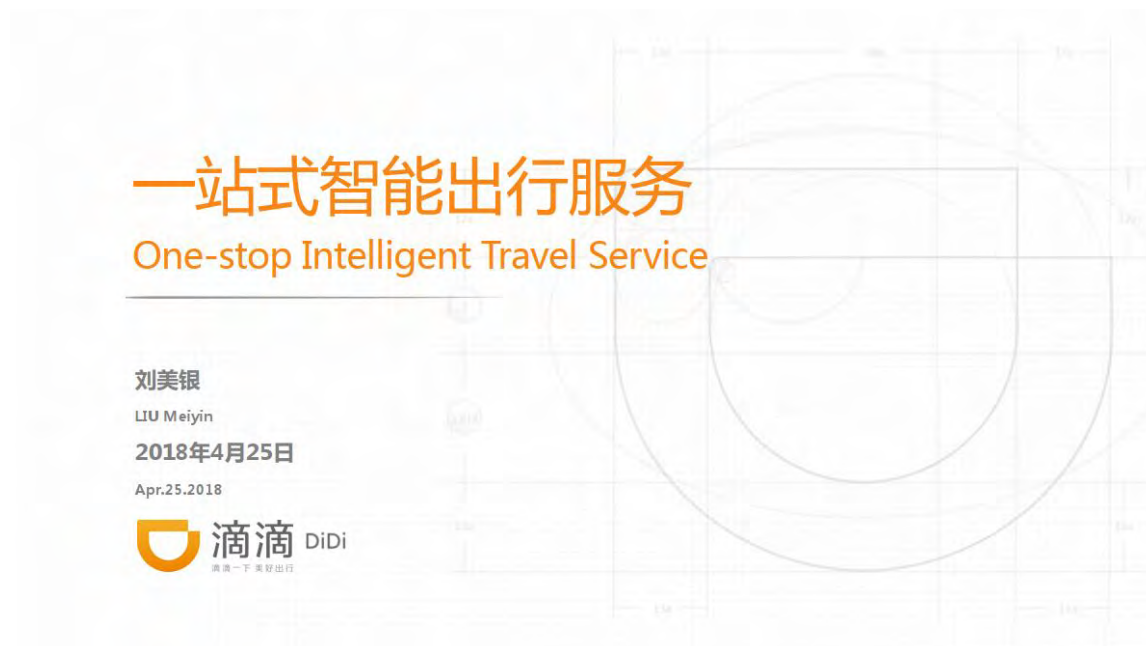 一站式智能出行服务
One-stop Intelligent Travel Service
刘美银
LIU Meiyin
2018年4月25日
Apr.25.2018
滴滴 DiDi
滴滴一下 美好出行